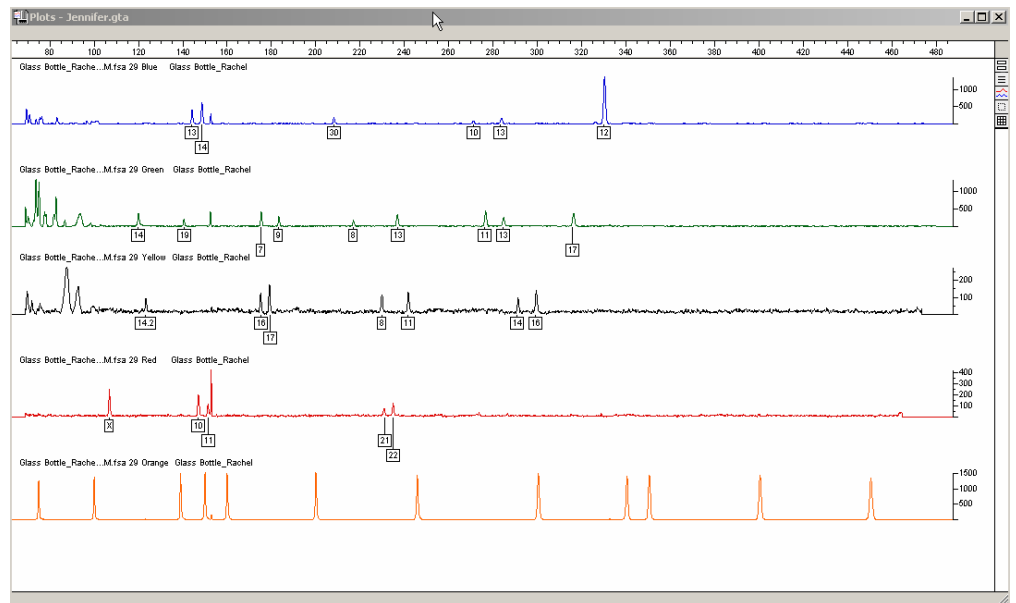 Plots - Jennifer.gta
80 100 120 140 160 180 200 220 240 260 280 300 320 340 360 380 400 420 440 460 480
Glass Bottle_Rache...M.fsa 29 Blue Glass Bottle_Rachel
1000
500
13 30 10 13 12
14
Glass Bottle_Rache...M.fsa 29 Green Glass Bottle_Rachel
1000
500
14 19 9 8 13 11 13 17
7
Glass Bottle_Rache...M.fsa 29 Yellow Glass Bottle_Rachel
200
100
14.2 16 8 11 14 16
17
Glass Bottle_Rache...M.fsa 29 Red Glass Bottle_Rachel
400
300
200
100
X 10
11 21
22
Glass Bottle_Rache...M.fsa 29 Orange Glass Bottle_Rachel
1500
1000
500